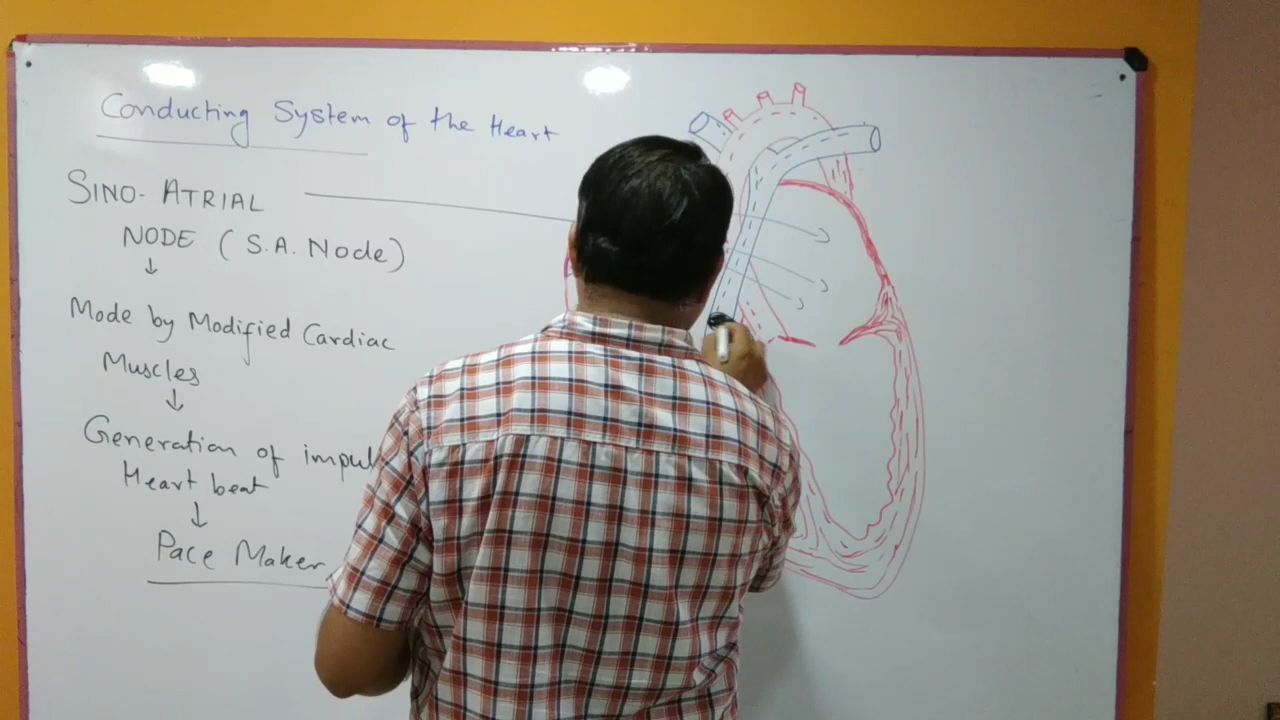 Conducting System of the Heart
SINO-ATRIAL
NODE (S.A. Node)
Mode by Modified Cardiac
Muscles
Generation of
Heart beat
Pace Maker